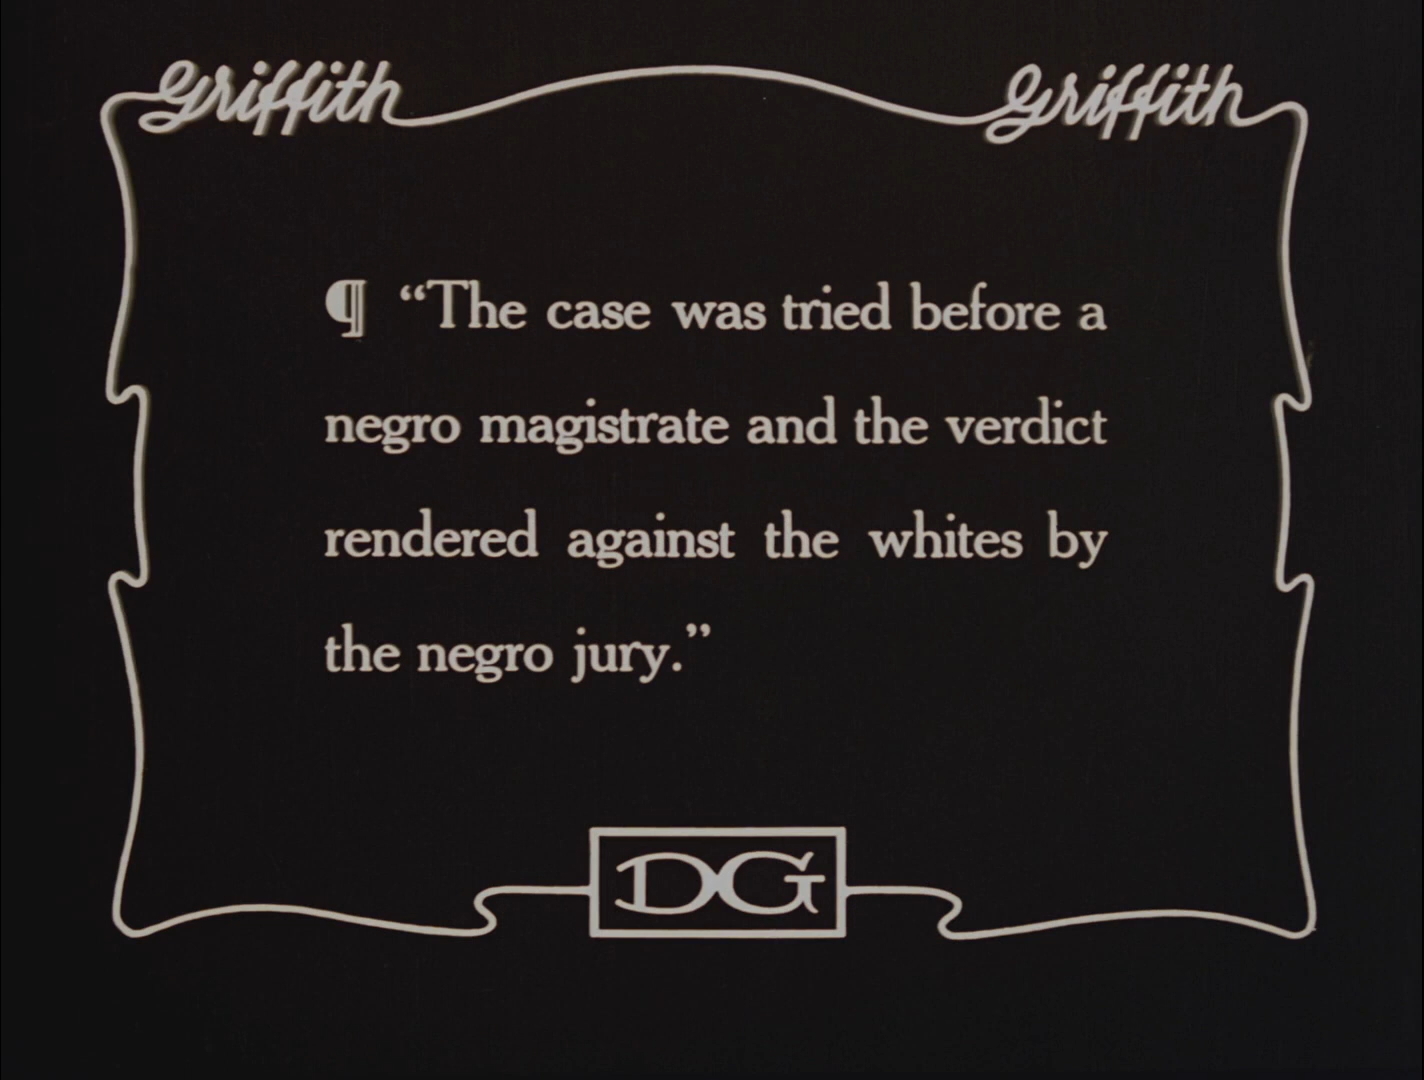 Griffith Griffith
¶ “The case was tried before a
negro magistrate and the verdict
rendered against the whites by
the negro jury.”
DG